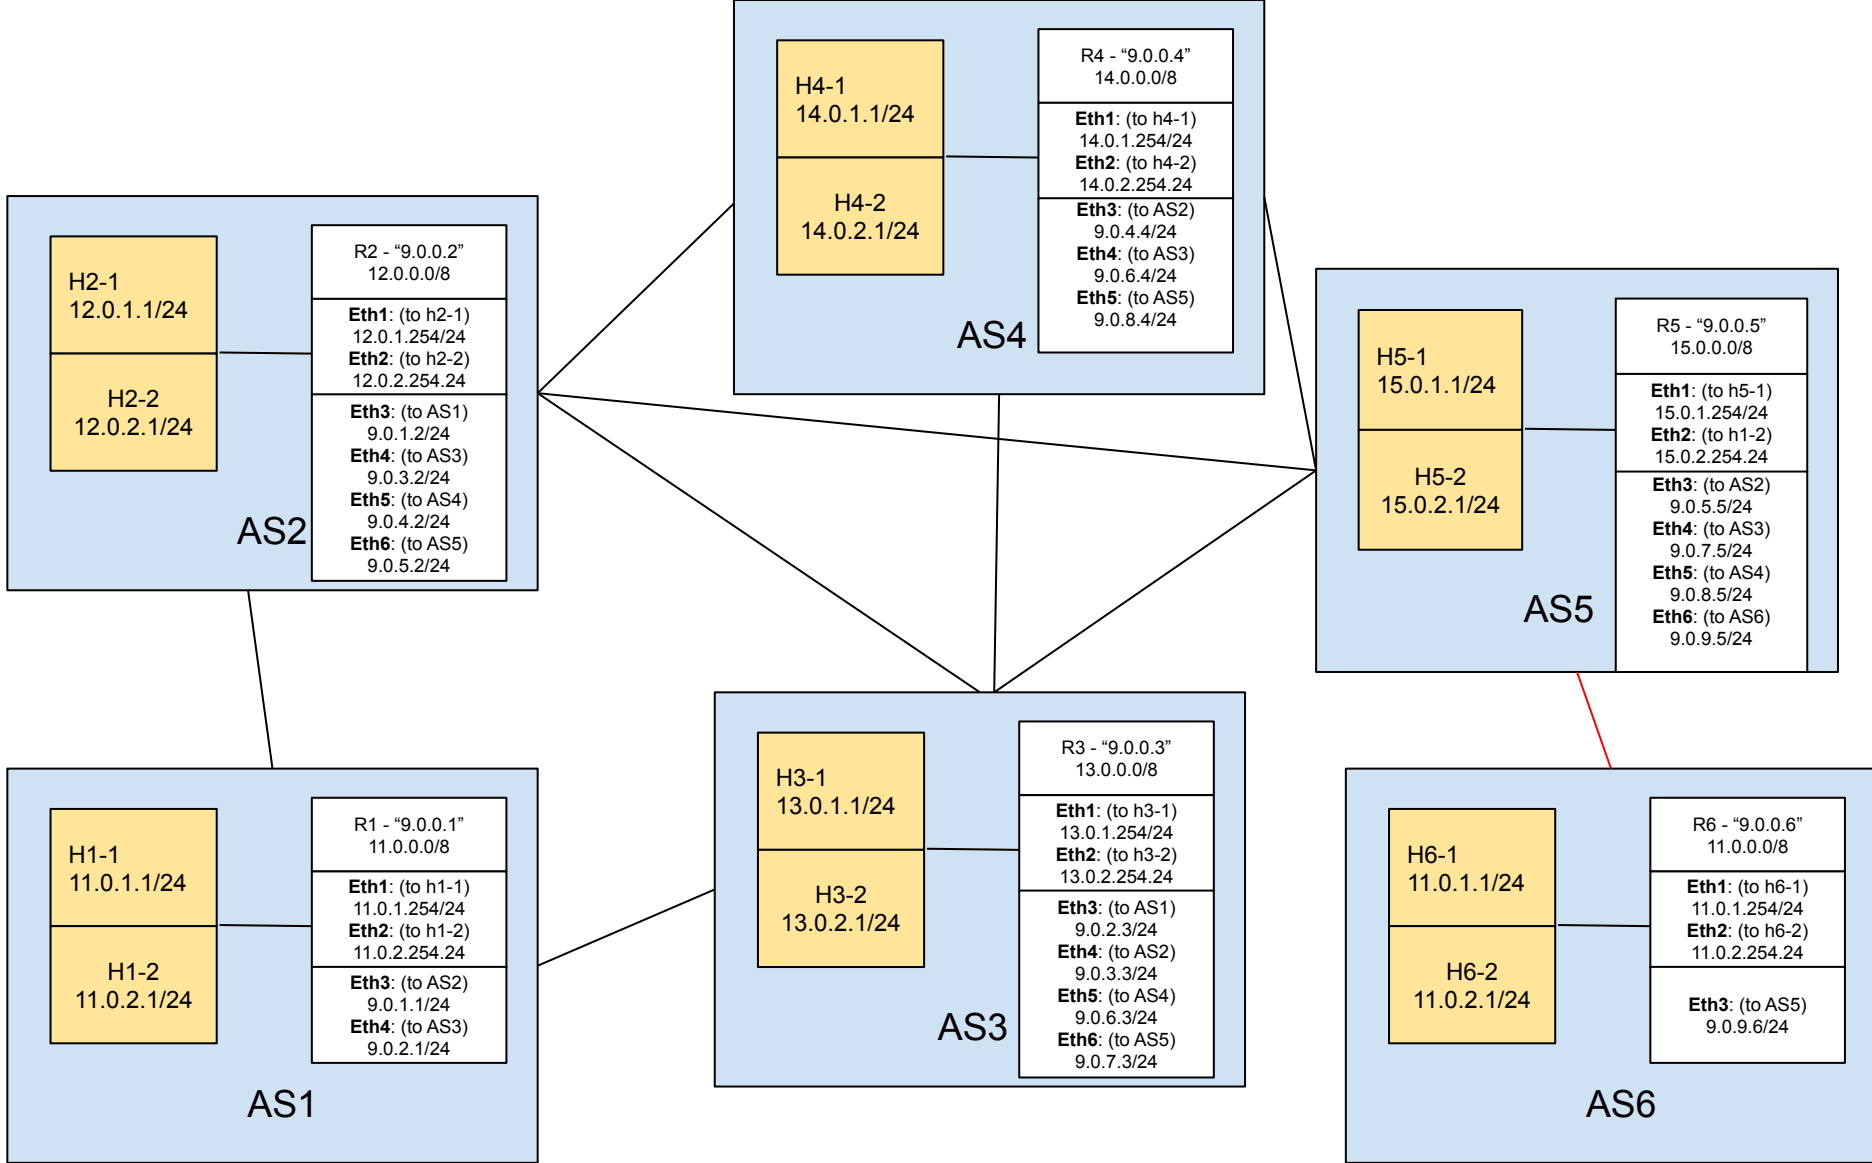 H4-1
14.0.1.1/24
H4-2
14.0.2.1/24
R4 - “9.0.0.4”
14.0.0.0/8
Eth1: (to h4-1)
14.0.1.254/24
Eth2: (to h4-2)
14.0.2.254.24
Eth3: (to AS2)
9.0.4.4/24
Eth4: (to AS3)
9.0.6.4/24
Eth5: (to AS5)
9.0.8.4/24
AS4
H2-1
12.0.1.1/24
H2-2
12.0.2.1/24
R2 - “9.0.0.2”
12.0.0.0/8
Eth1: (to h2-1)
12.0.1.254/24
Eth2: (to h2-2)
12.0.2.254.24
Eth3: (to AS1)
9.0.1.2/24
Eth4: (to AS3)
9.0.3.2/24
Eth5: (to AS4)
9.0.4.2/24
Eth6: (to AS5)
9.0.5.2/24
AS2
H5-1
15.0.1.1/24
H5-2
15.0.2.1/24
R5 - “9.0.0.5”
15.0.0.0/8
Eth1: (to h5-1)
15.0.1.254/24
Eth2: (to h1-2)
15.0.2.254.24
Eth3: (to AS2)
9.0.5.5/24
Eth4: (to AS3)
9.0.7.5/24
Eth5: (to AS4)
9.0.8.5/24
Eth6: (to AS6)
9.0.9.5/24
AS5
H1-1
11.0.1.1/24
H1-2
11.0.2.1/24
R1 - “9.0.0.1”
11.0.0.0/8
Eth1: (to h1-1)
11.0.1.254/24
Eth2: (to h1-2)
11.0.2.254.24
Eth3: (to AS2)
9.0.1.1/24
Eth4: (to AS3)
9.0.2.1/24
AS1
H3-1
13.0.1.1/24
H3-2
13.0.2.1/24
R3 - “9.0.0.3”
13.0.0.0/8
Eth1: (to h3-1)
13.0.1.254/24
Eth2: (to h3-2)
13.0.2.254.24
Eth3: (to AS1)
9.0.2.3/24
Eth4: (to AS2)
9.0.3.3/24
Eth5: (to AS4)
9.0.6.3/24
Eth6: (to AS5)
9.0.7.3/24
AS3
H6-1
11.0.1.1/24
H6-2
11.0.2.1/24
R6 - “9.0.0.6”
11.0.0.0/8
Eth1: (to h6-1)
11.0.1.254/24
Eth2: (to h6-2)
11.0.2.254.24
Eth3: (to AS5)
9.0.9.6/24
AS6